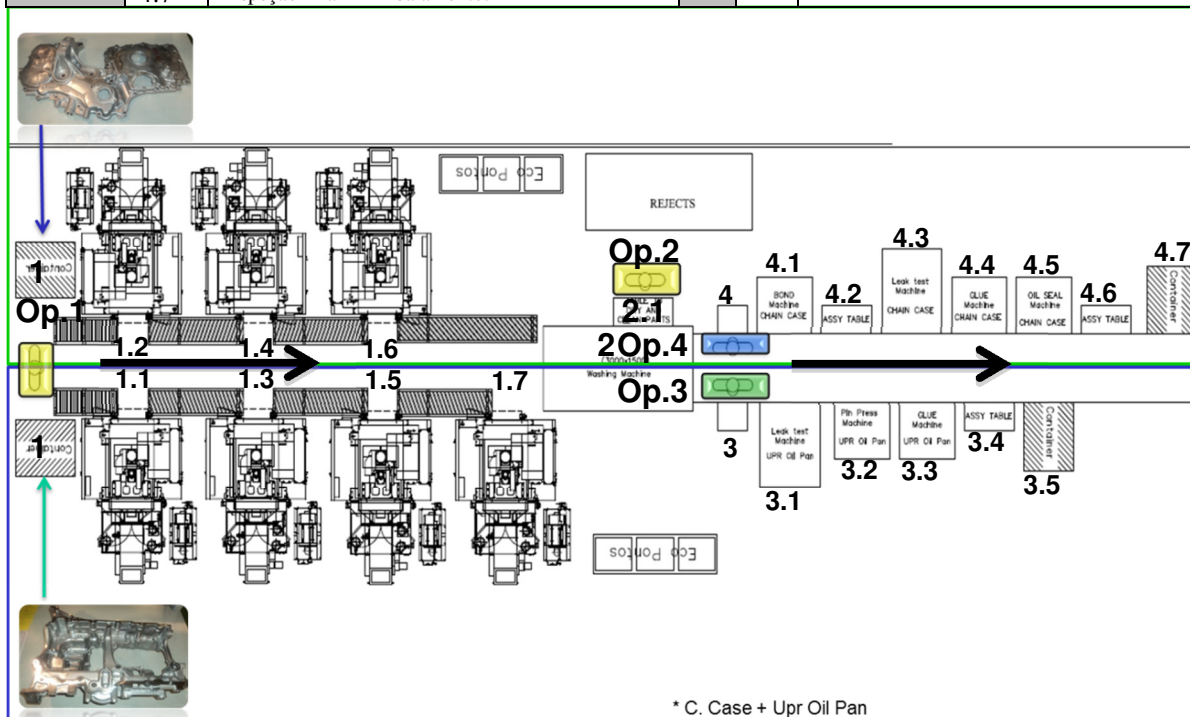 Eco Pontos
REJECTS
Op.2
4.3
4.7
1
Container
4.1
4.4
4.5
Op.1
4
BOND
Machine
CHAIN CASE
4.2
Leak test
Machine
CHAIN CASE
GLUE
Machine
CHAIN CASE
OIL SEAL
Machine
CHAIN CASE
4.6
Container
2.1
ASSY TABLE
ASSY TABLE
1.2
1.4
1.6
2
Op.4
(3000x1500)
Washing Machine
1.1
1.3
1.5
1.7
Op.3
1
Container
3
Leak test
Machine
UPR Oil Pan
Pin Press
Machine
UPR Oil Pan
GLUE
Machine
UPR Oil Pan
ASSY TABLE
Container
3.1
3.2
3.3
3.4
3.5
Eco Pontos
* C. Case + Upr Oil Pan